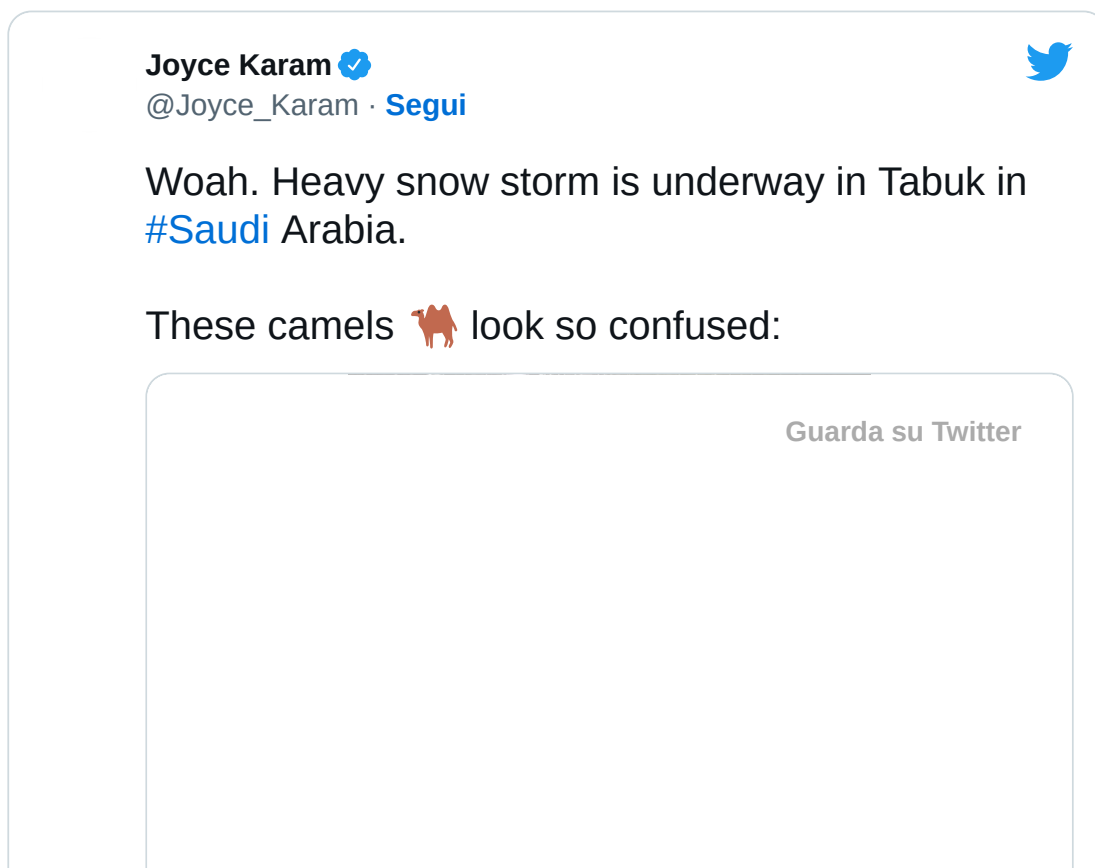 Joyce Karam
@Joyce_Karam · Segui
Woah. Heavy snow storm is underway in Tabuk in
#Saudi Arabia.
These camels 🐫 look so confused:
Guarda su Twitter